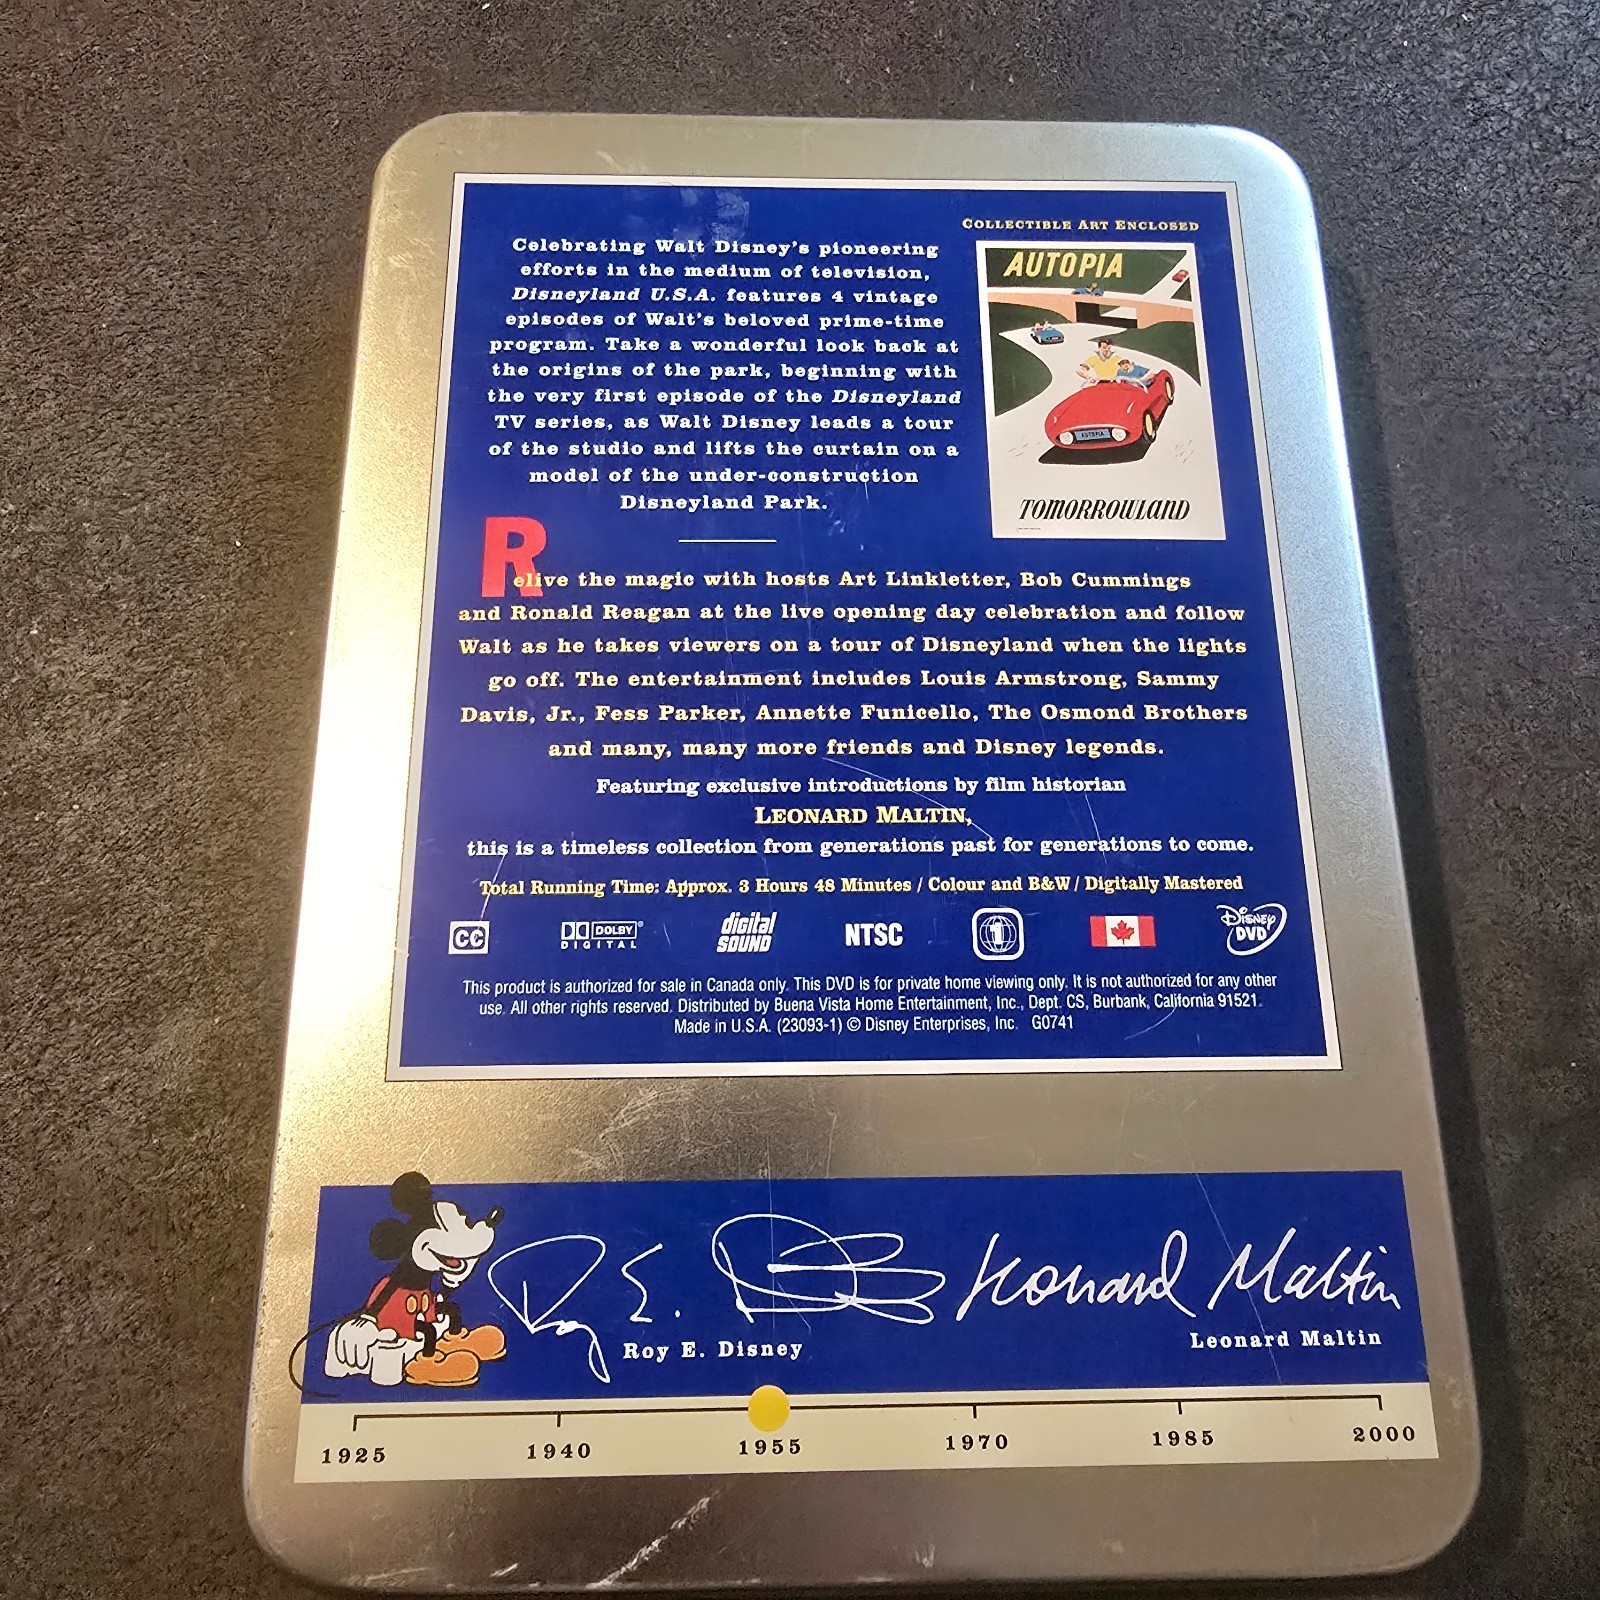 COLLECTIBLE ART ENCLOSED
Celebrating Walt Disney's pioneering
efforts in the medium of television,
Disneyland U.S.A. features 4 vintage
episodes of Walt's beloved prime-time
program. Take a wonderful look back at
the origins of the park, beginning with
the very first episode of the Disneyland
TV series, as Walt Disney leads a tour
of the studio and lifts the curtain on a
model of the under-construction
Disneyland Park.
AUTOPIA
AUTOPIA
TOMORROWLAND
Relive the magic with hosts Art Linkletter, Bob Cummings
and Ronald Reagan at the live opening day celebration and follow
Walt as he takes viewers on a tour of Disneyland when the lights
go off. The entertainment includes Louis Armstrong, Sammy
Davis, Jr., Fess Parker, Annette Funicello, The Osmond Brothers
and many, many more friends and Disney legends.
Featuring exclusive introductions by film historian
LEONARD MALTIN,
this is a timeless collection from generations past for generations to come.
Total Running Time: Approx. 3 Hours 48 Minutes / Colour and B&W / Digitally Mastered
CC DOLBY DIGITAL digital SOUND NTSC 1 Disney DVD
This product is authorized for sale in Canada only. This DVD is for private home viewing only. It is not authorized for any other
use. All other rights reserved. Distributed by Buena Vista Home Entertainment, Inc., Dept. CS, Burbank, California 91521.
Made in U.S.A. (23093-1) © Disney Enterprises, Inc. G0741
Roy E. Disney Leonard Maltin
Roy E. Disney Leonard Maltin
1925 1940 1955 1970 1985 2000